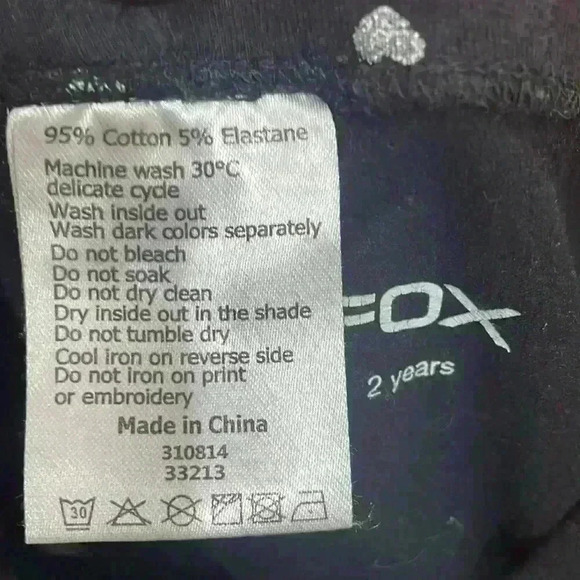 95% Cotton 5% Elastane
Machine wash 30°C
delicate cycle
Wash inside out
Wash dark colors separately
Do not bleach
Do not soak
Do not dry clean
Dry inside out in the shade
Do not tumble dry
Cool iron on reverse side
Do not iron on print
or embroidery
Made in China
310814
33213
30
FOX
2 years